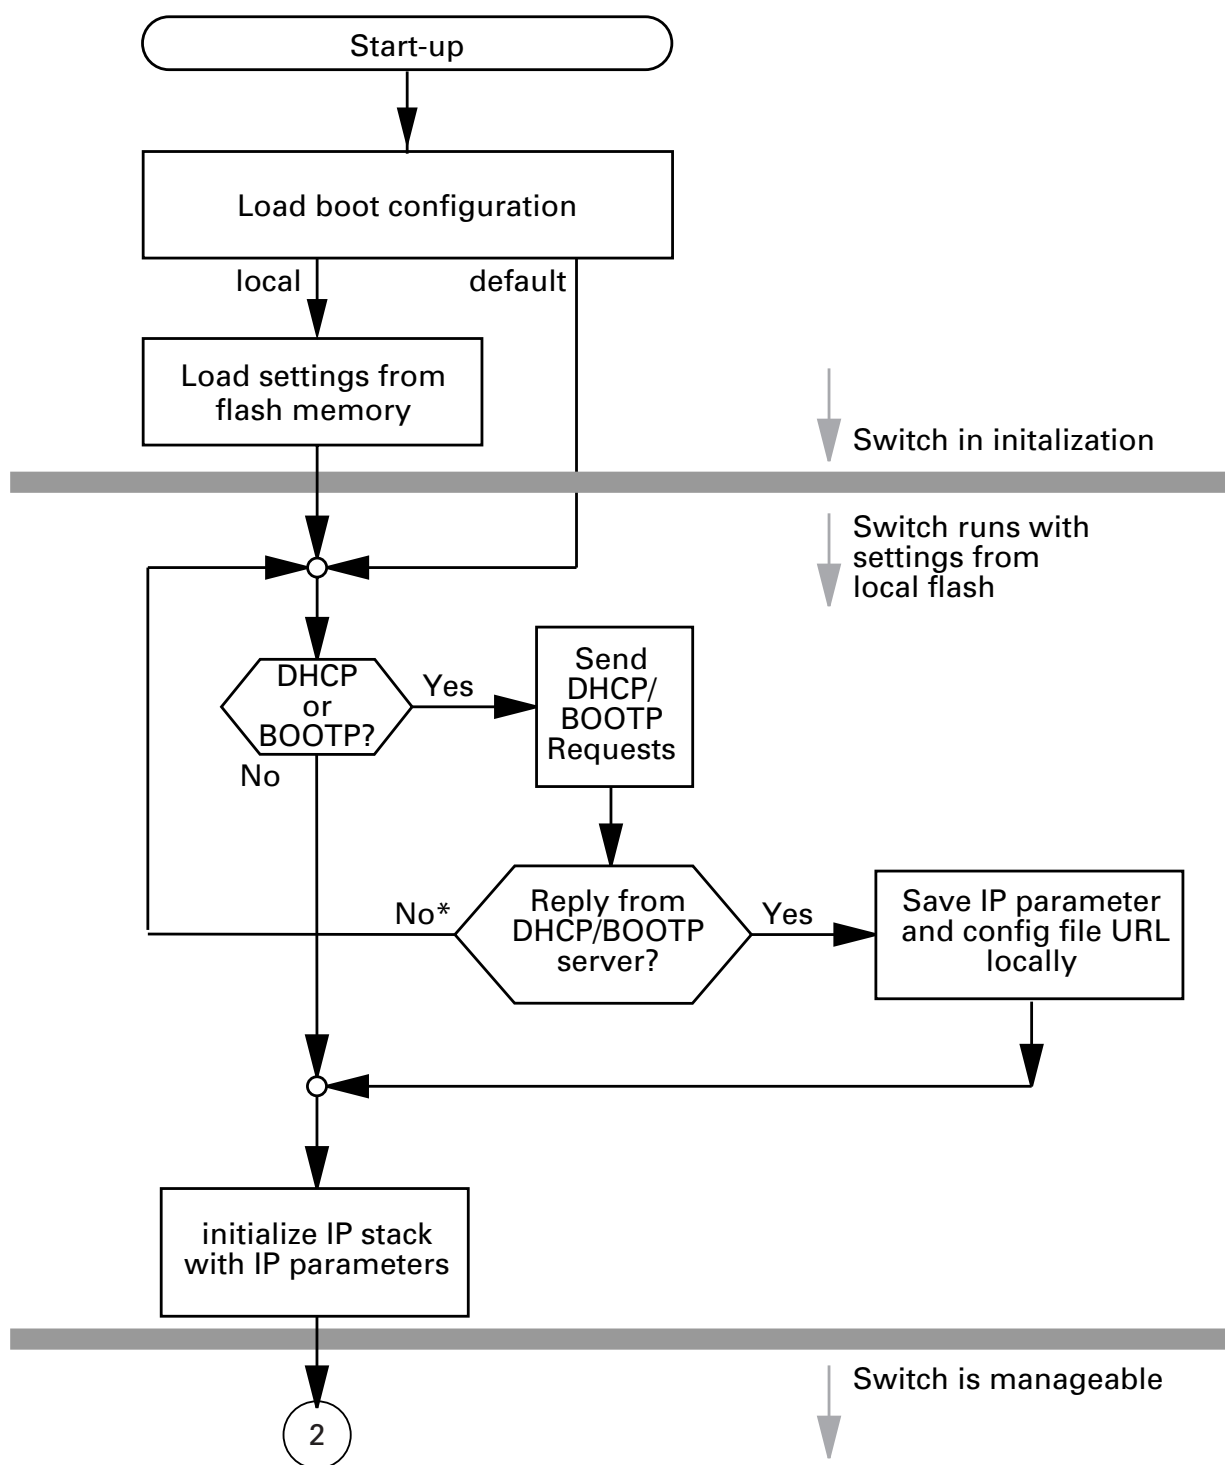 Start-up
Load boot configuration
local
default
Load settings from
flash memory
Switch in initalization
Switch runs with
settings from
local flash
DHCP
or
BOOTP?
Yes
No
Send
DHCP/
BOOTP
Requests
No*
Reply from
DHCP/BOOTP
server?
Yes
Save IP parameter
and config file URL
locally
initialize IP stack
with IP parameters
Switch is manageable
2